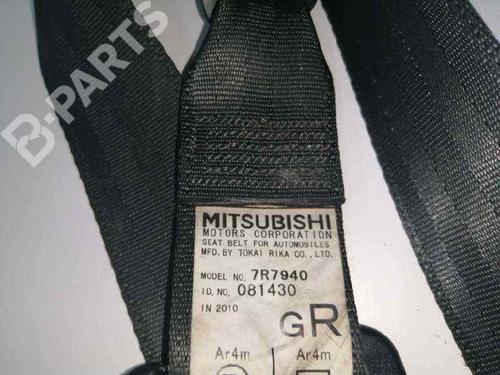 B-PARTS
MITSUBISHI
MOTORS CORPORATION
SEAT BELT FOR AUTOMOBILES
MFD. BY TOKAI RIKA CO., LTD.
MODEL NO. 7R7940
I.D. NO. 081430
IN 2010
GR
Ar4m Ar4m